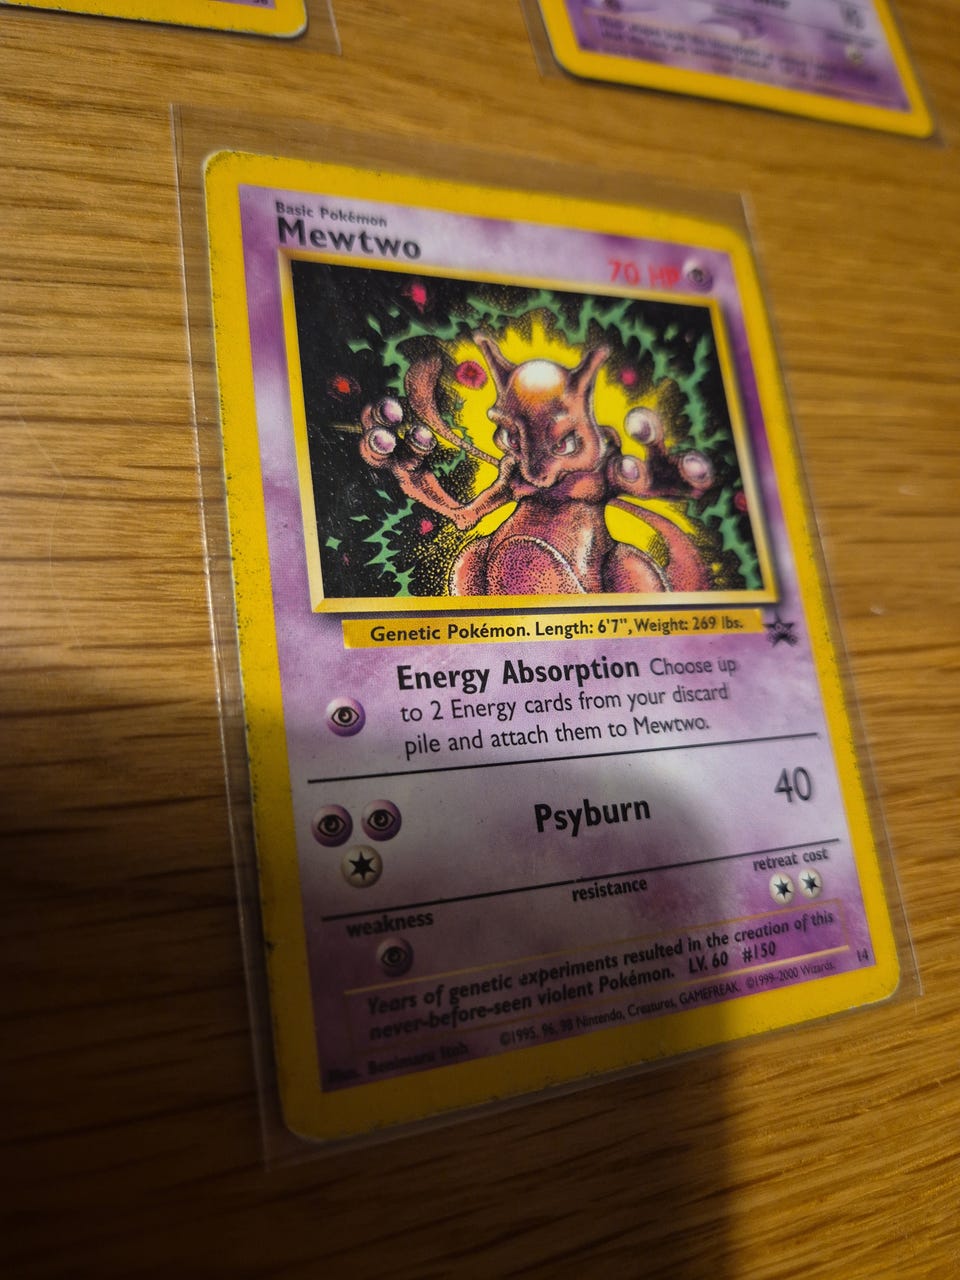 Basic Pokémon
Mewtwo
70 HP
Genetic Pokémon. Length: 6'7", Weight: 269 lbs.
Energy Absorption Choose up
to 2 Energy cards from your discard
pile and attach them to Mewtwo.
Psyburn 40
weakness
resistance
retreat cost
Years of genetic experiments resulted in the creation of this
never-before-seen violent Pokémon. LV. 60 #150
Illus. Benimaru Itoh
©1995, 96, 98 Nintendo, Creatures, GAMEFREAK. ©1999-2000 Wizards.
14